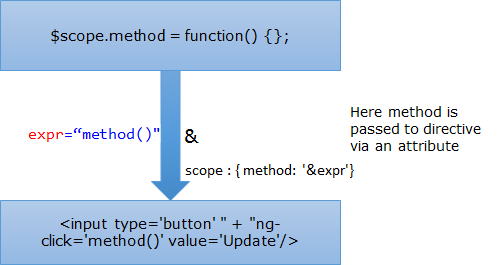 $scope.method = function() {};
expr=“method()"
&
scope : { method: '&expr'}
Here method is
passed to directive
via an attribute
<input type='button' " + "ng-
click='method()' value='Update'/>